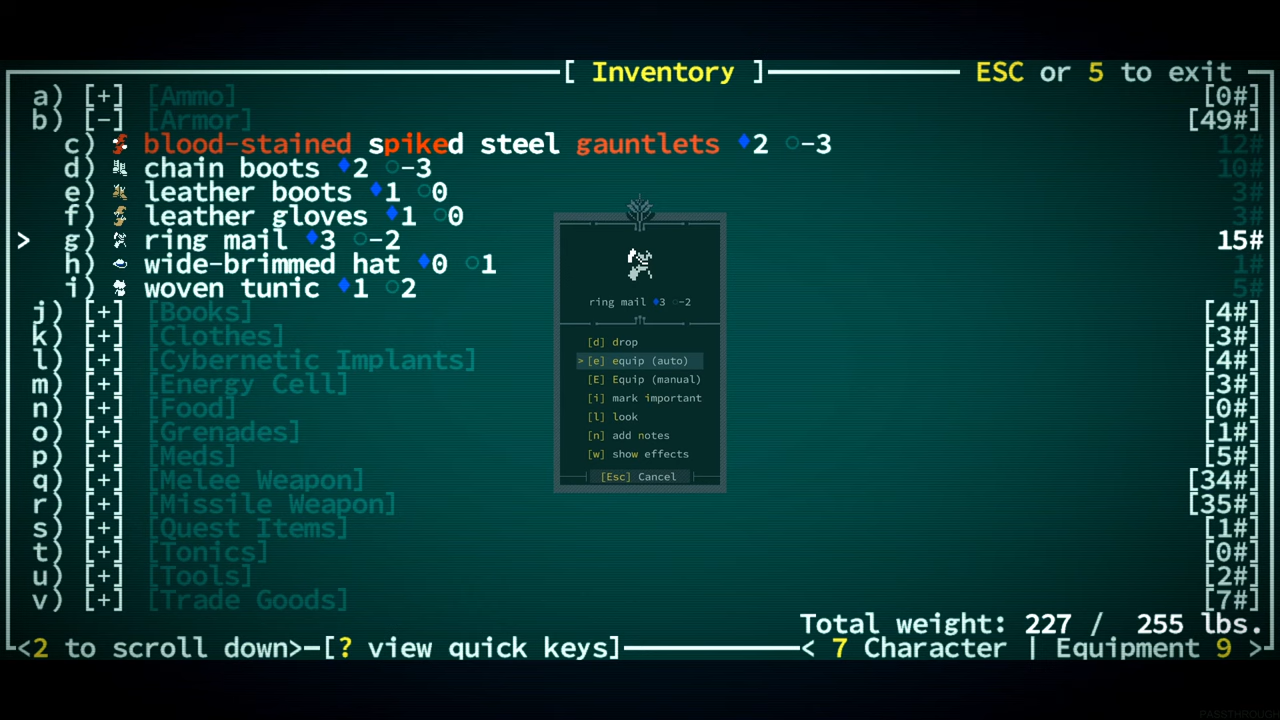 [ Inventory ] ESC or 5 to exit
a) [+] [Ammo] [0#]
b) [-] [Armor] [49#]
c) blood-stained spiked steel gauntlets ♦2 ○-3 12#
d) chain boots ♦2 ○-3 10#
e) leather boots ♦1 ○0 3#
f) leather gloves ♦1 ○0 3#
> g) ring mail ♦3 ○-2 15#
h) wide-brimmed hat ♦0 ○1 1#
i) woven tunic ♦1 ○2 5#
j) [+] [Books] [4#]
k) [+] [Clothes] [3#]
l) [+] [Cybernetic Implants] [4#]
m) [+] [Energy Cell] [3#]
n) [+] [Food] [0#]
o) [+] [Grenades] [1#]
p) [+] [Meds] [5#]
q) [+] [Melee Weapon] [34#]
r) [+] [Missile Weapon] [35#]
s) [+] [Quest Items] [1#]
t) [+] [Tonics] [0#]
u) [+] [Tools] [2#]
v) [+] [Trade Goods] [7#]
ring mail ♦3 ○-2
[d] drop
> [e] equip (auto)
[E] Equip (manual)
[i] mark important
[l] look
[n] add notes
[w] show effects
[Esc] Cancel
Total weight: 227 / 255 lbs.
<2 to scroll down> [? view quick keys] < 7 Character | Equipment 9 >
PASSTHROUGH